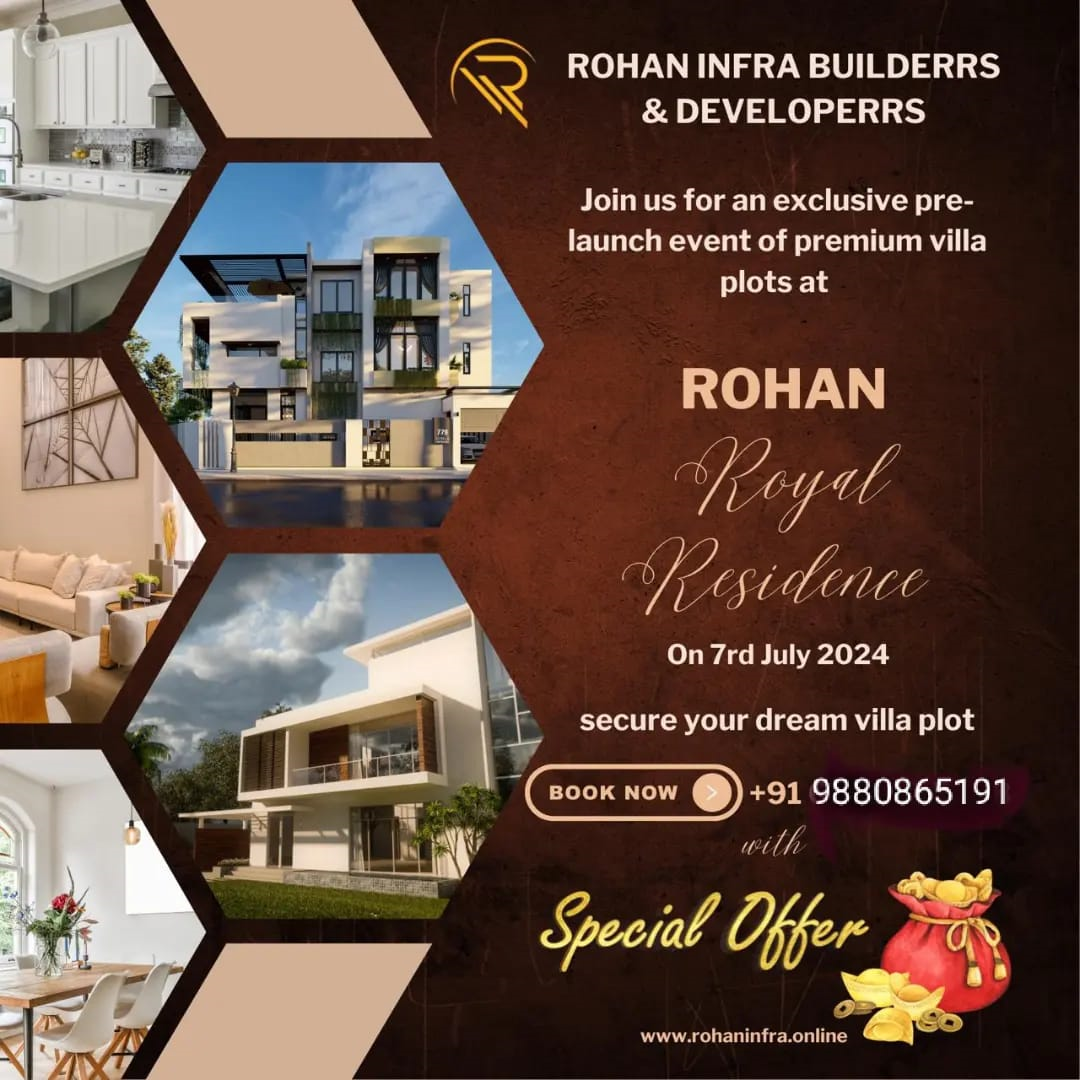 ROHAN INFRA BUILDERRS
& DEVELOPERRS
Join us for an exclusive pre-
launch event of premium villa
plots at
ROHAN
Royal
Residence
On 7rd July 2024
secure your dream villa plot
BOOK NOW > +91 9880865191
with
Special Offer
www.rohaninfra.online